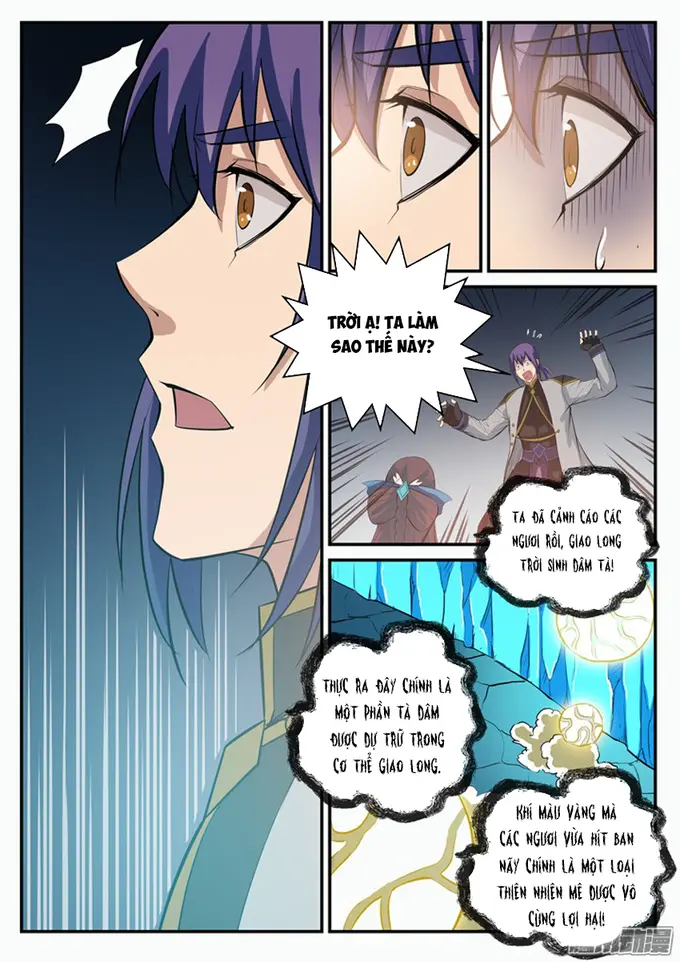 TRỜI Ạ! TA LÀM
SAO THẾ NÀY?
TA ĐÃ CẢNH CÁO CÁC
NGƯƠI RỒI, GIAO LONG
TRỜI SINH DÂM TÀ!
THỰC RA ĐÂY CHÍNH LÀ
MỘT PHẦN TÀ DÂM
ĐƯỢC DỰ TRỮ TRONG
CƠ THỂ GIAO LONG.
KHÍ MÀU VÀNG MÀ
CÁC NGƯƠI VỪA HÍT BAN
NÃY CHÍNH LÀ MỘT LOẠI
THIÊN NHIÊN MÊ DƯỢC VÔ
CÙNG LỢI HẠI!